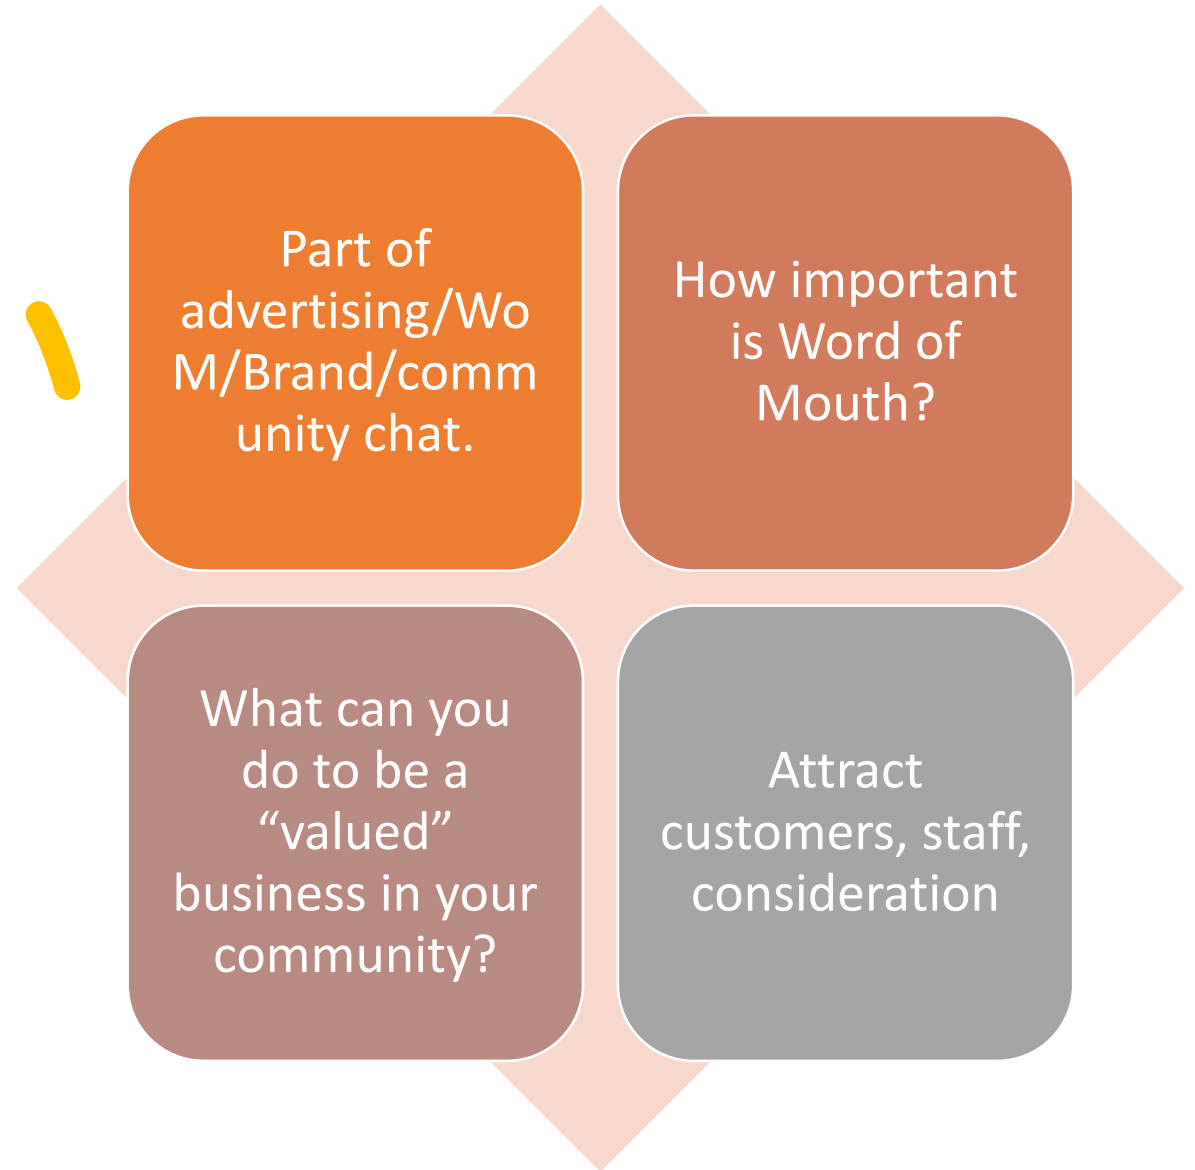 Part of
advertising/Wo
M/Brand/comm
unity chat.
How important
is Word of
Mouth?
What can you
do to be a
“valued”
business in your
community?
Attract
customers, staff,
consideration